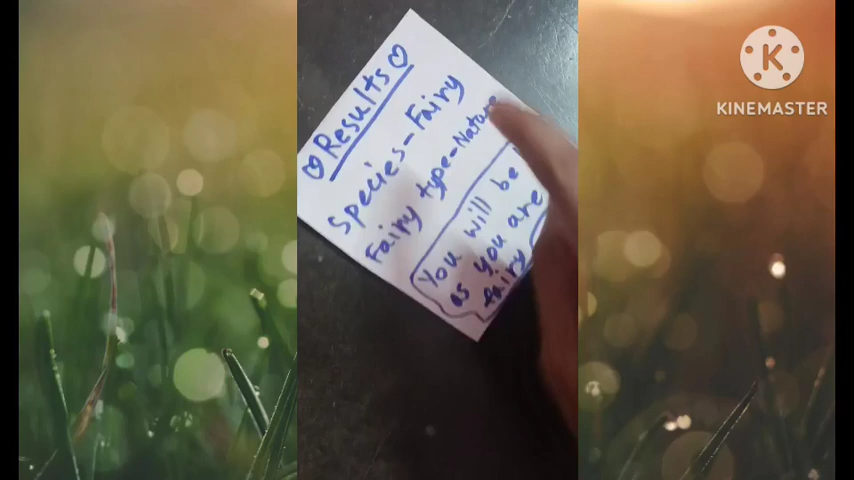 ♡Results♡
Species-Fairy
Fairy type-Nature
You will be
as you are
fairy
K
KINEMASTER